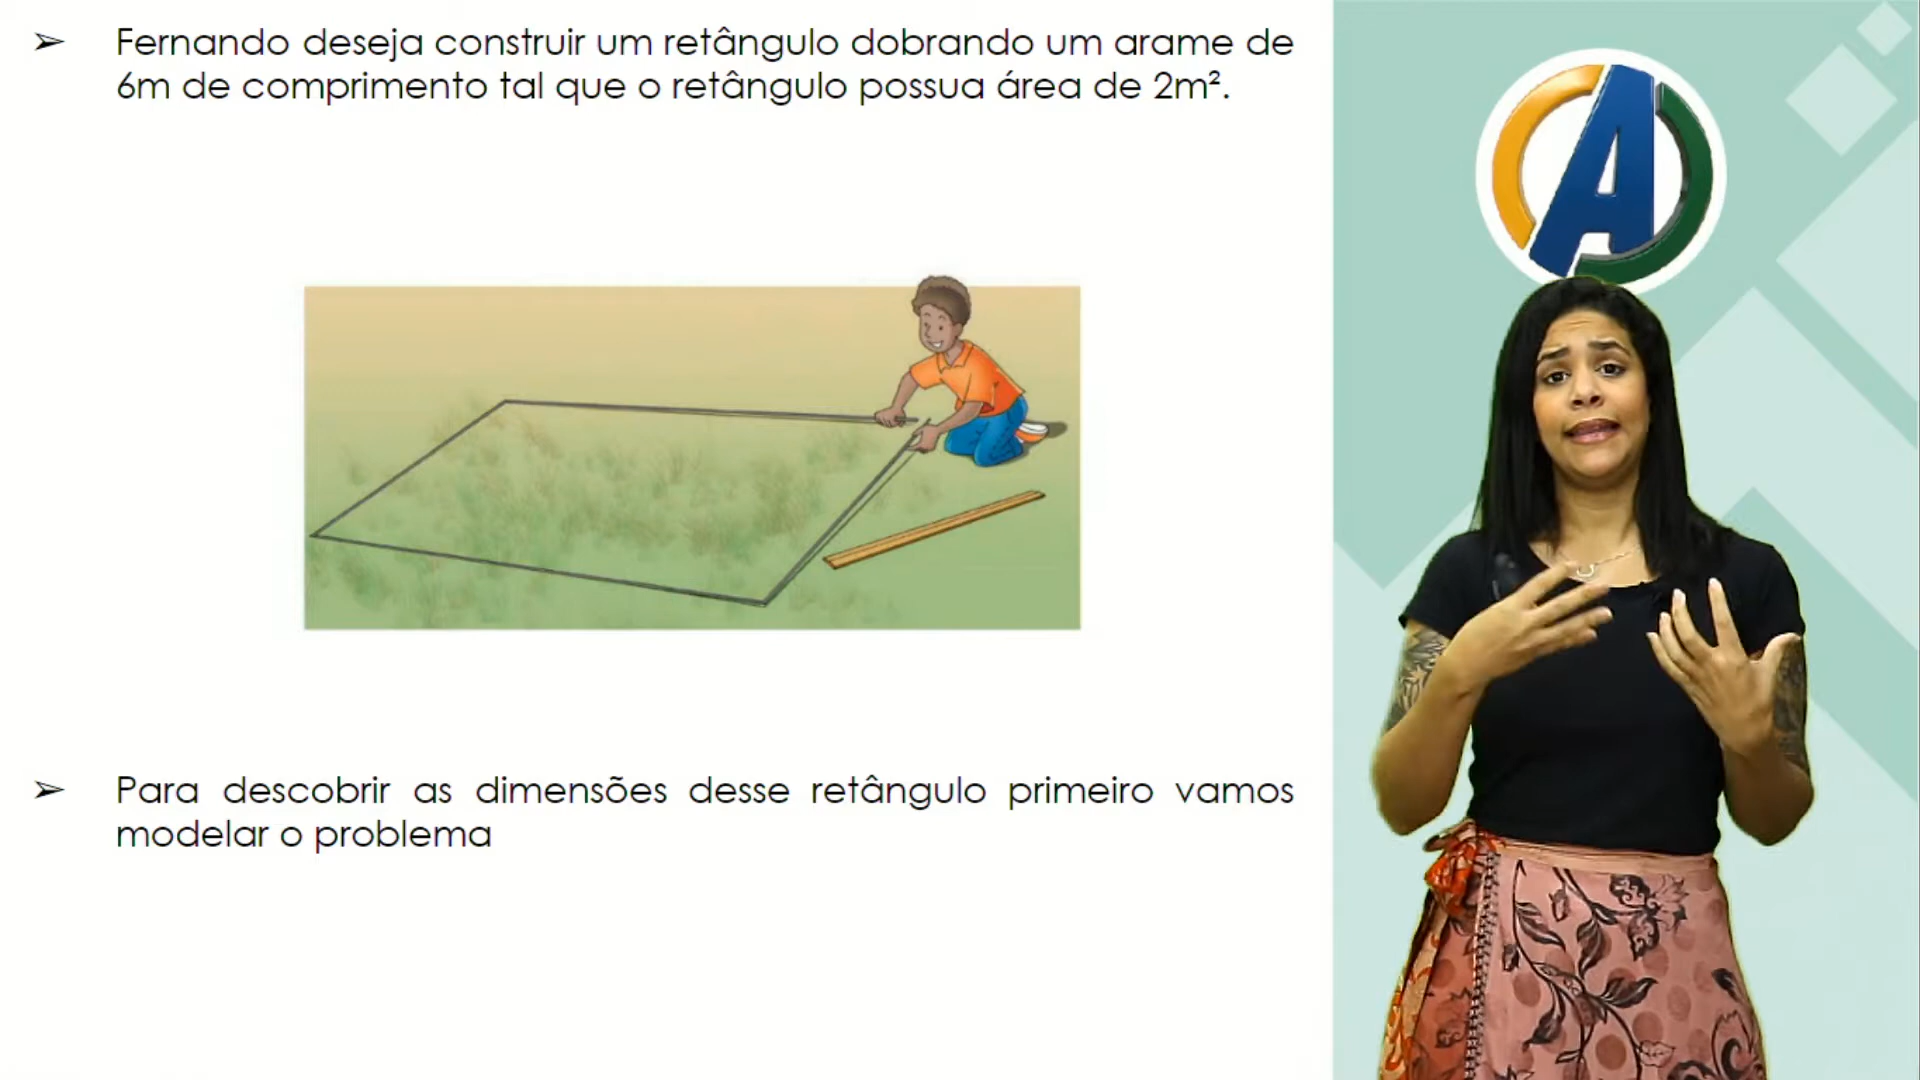 ➢ Fernando deseja construir um retângulo dobrando um arame de
6m de comprimento tal que o retângulo possua área de 2m².
A
➢ Para descobrir as dimensões desse retângulo primeiro vamos
modelar o problema